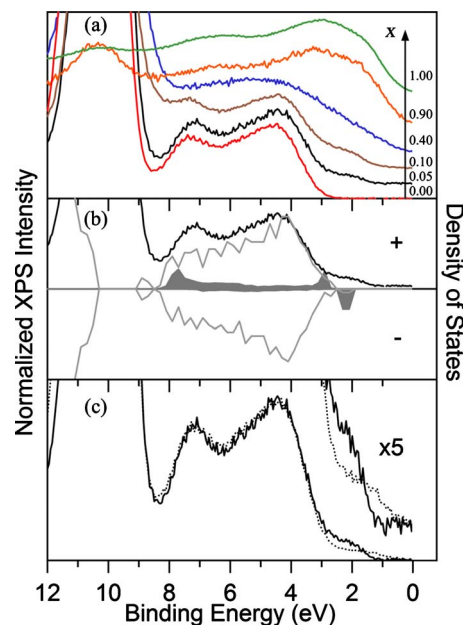 (a)
x
1.00
0.90
0.40
0.10
0.05
0.00
Normalized XPS Intensity
(b)
+
-
Density of States
(c)
x5
12 10 8 6 4 2 0
Binding Energy (eV)